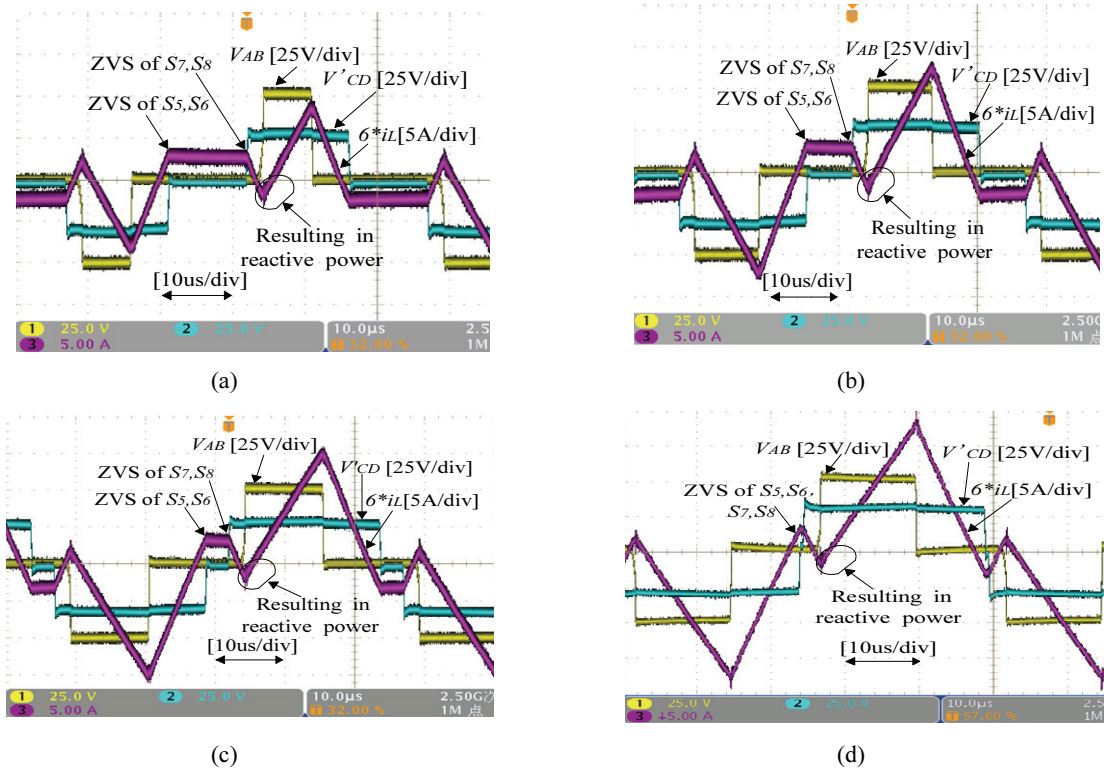 T
VAB [25V/div]
ZVS of S7,S8
V'CD [25V/div]
ZVS of S5,S6
6*iL[5A/div]
Resulting in
reactive power
[10us/div]
1 25.0 V 2 25.0 V 10.0µs 2.5
3 5.00 A T 32.00 % 1M
(a)
T
VAB [25V/div]
ZVS of S7,S8
V'CD [25V/div]
ZVS of S5,S6
6*iL[5A/div]
Resulting in
reactive power
[10us/div]
1 25.0 V 2 25.0 V 10.0µs 2.50G
3 5.00 A T 32.00 % 1M 点
(b)
T
VAB [25V/div]
ZVS of S7,S8
V'CD [25V/div]
ZVS of S5,S6
6*iL[5A/div]
Resulting in
reactive power
[10us/div]
1 25.0 V 2 25.0 V 10.0µs 2.50G
3 5.00 A T 32.00 % 1M 点
(c)
T
VAB [25V/div]
V'CD [25V/div]
ZVS of S5,S6,
S7,S8
6*iL[5A/div]
Resulting in
reactive power
[10us/div]
1 25.0 V 2 25.0 V 10.0µs 2.5
3 ↓5.00 A T 57.60 % 1M
(d)